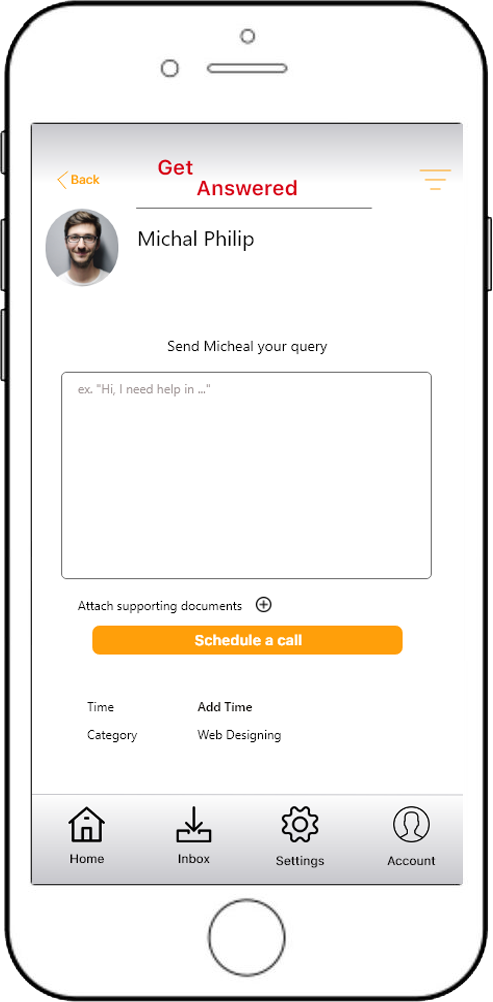 Get
Back
Answered
Michal Philip
Send Micheal your query
ex. "Hi, I need help in ..."
Attach supporting documents
Schedule a call
Time Add Time
Category Web Designing
Home Inbox Settings Account